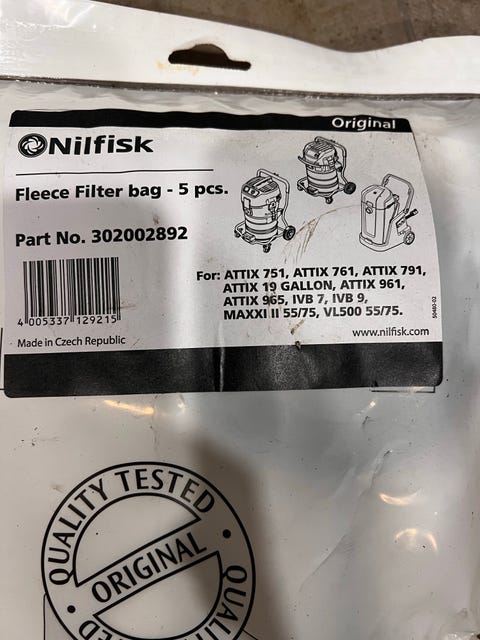 Original
Nilfisk
Fleece Filter bag - 5 pcs.
Part No. 302002892
For: ATTIX 751, ATTIX 761, ATTIX 791,
ATTIX 19 GALLON, ATTIX 961,
ATTIX 965, IVB 7, IVB 9,
MAXXI II 55/75, VL500 55/75.
4 005337 129215
50480-02
Made in Czech Republic
www.nilfisk.com
QUALITY TESTED
ORIGINAL